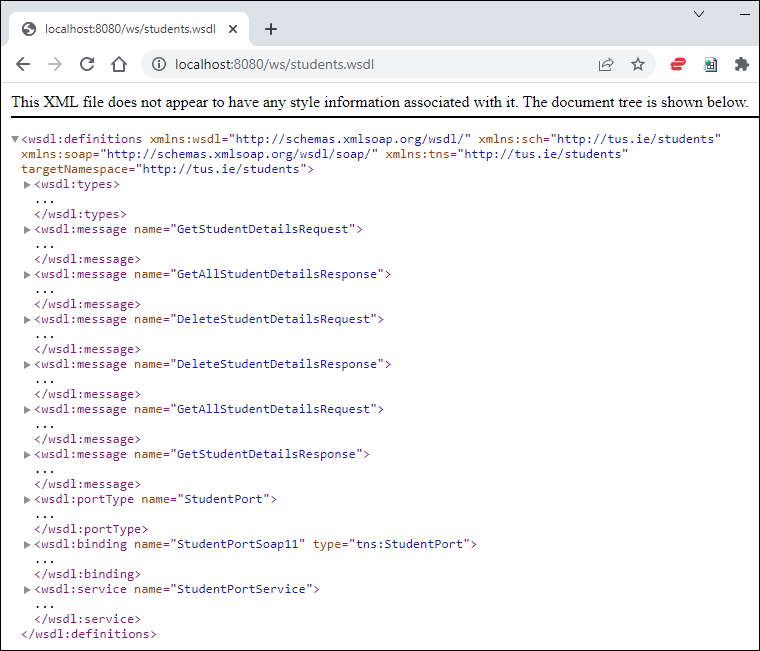 localhost:8080/ws/students.wsdl
localhost:8080/ws/students.wsdl
This XML file does not appear to have any style information associated with it. The document tree is shown below.
▼<wsdl:definitions xmlns:wsdl="http://schemas.xmlsoap.org/wsdl/" xmlns:sch="http://tus.ie/students"
xmlns:soap="http://schemas.xmlsoap.org/wsdl/soap/" xmlns:tns="http://tus.ie/students"
targetNamespace="http://tus.ie/students">
▶<wsdl:types>
...
</wsdl:types>
▶<wsdl:message name="GetStudentDetailsRequest">
...
</wsdl:message>
▶<wsdl:message name="GetAllStudentDetailsResponse">
...
</wsdl:message>
▶<wsdl:message name="DeleteStudentDetailsRequest">
...
</wsdl:message>
▶<wsdl:message name="DeleteStudentDetailsResponse">
...
</wsdl:message>
▶<wsdl:message name="GetAllStudentDetailsRequest">
...
</wsdl:message>
▶<wsdl:message name="GetStudentDetailsResponse">
...
</wsdl:message>
▶<wsdl:portType name="StudentPort">
...
</wsdl:portType>
▶<wsdl:binding name="StudentPortSoap11" type="tns:StudentPort">
...
</wsdl:binding>
▶<wsdl:service name="StudentPortService">
...
</wsdl:service>
</wsdl:definitions>